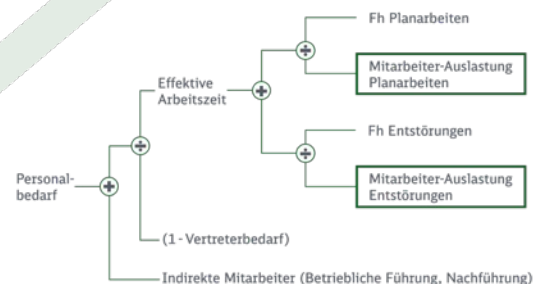 Fh Planarbeiten
Mitarbeiter-Auslastung
Planarbeiten
Effektive
Arbeitszeit
Fh Entstörungen
Mitarbeiter-Auslastung
Entstörungen
Personal-
bedarf
(1 - Vertreterbedarf)
Indirekte Mitarbeiter (Betriebliche Führung, Nachführung)